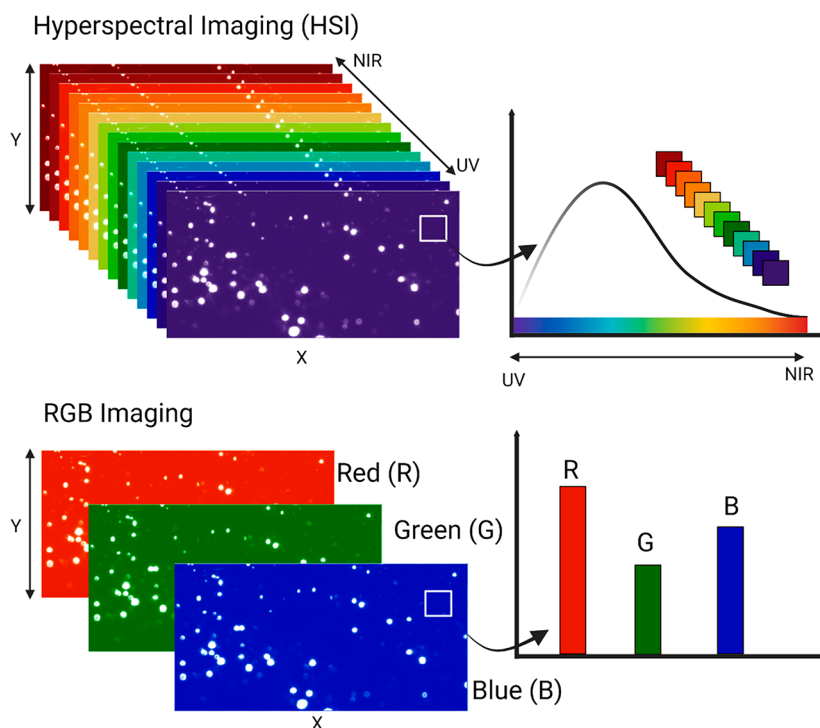 Hyperspectral Imaging (HSI)
NIR
Y
UV
X
UV
NIR
RGB Imaging
Red (R)
Y
Green (G)
Blue (B)
X
R
G
B